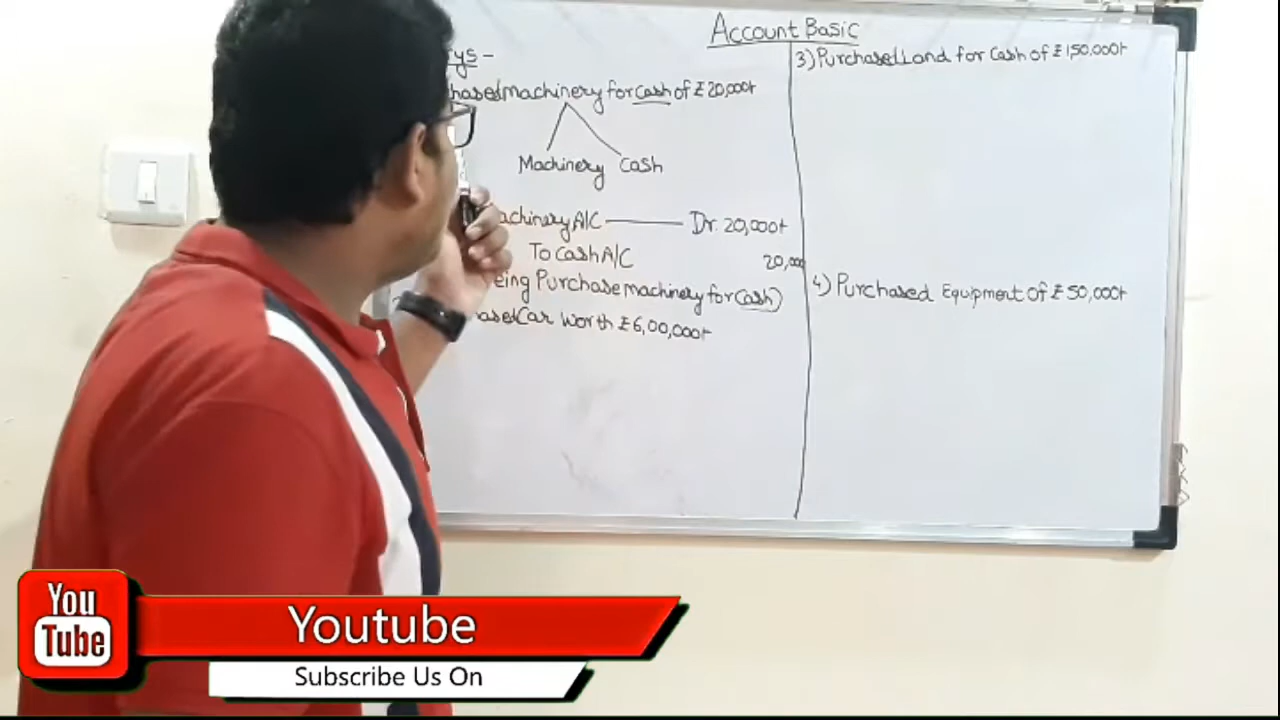 Account Basic
ys -
hased machinery for cash of ₹ 20,000/-
Machinery Cash
achinery A/C ——— Dr. 20,000/-
To Cash A/C 20,000
eing Purchase machinery for cash)
ased Car Worth ₹ 6,00,000/-
3) Purchased Land for Cash of ₹ 1,50,000/-
4) Purchased Equipment of ₹ 50,000/-
You
Tube
Youtube
Subscribe Us On